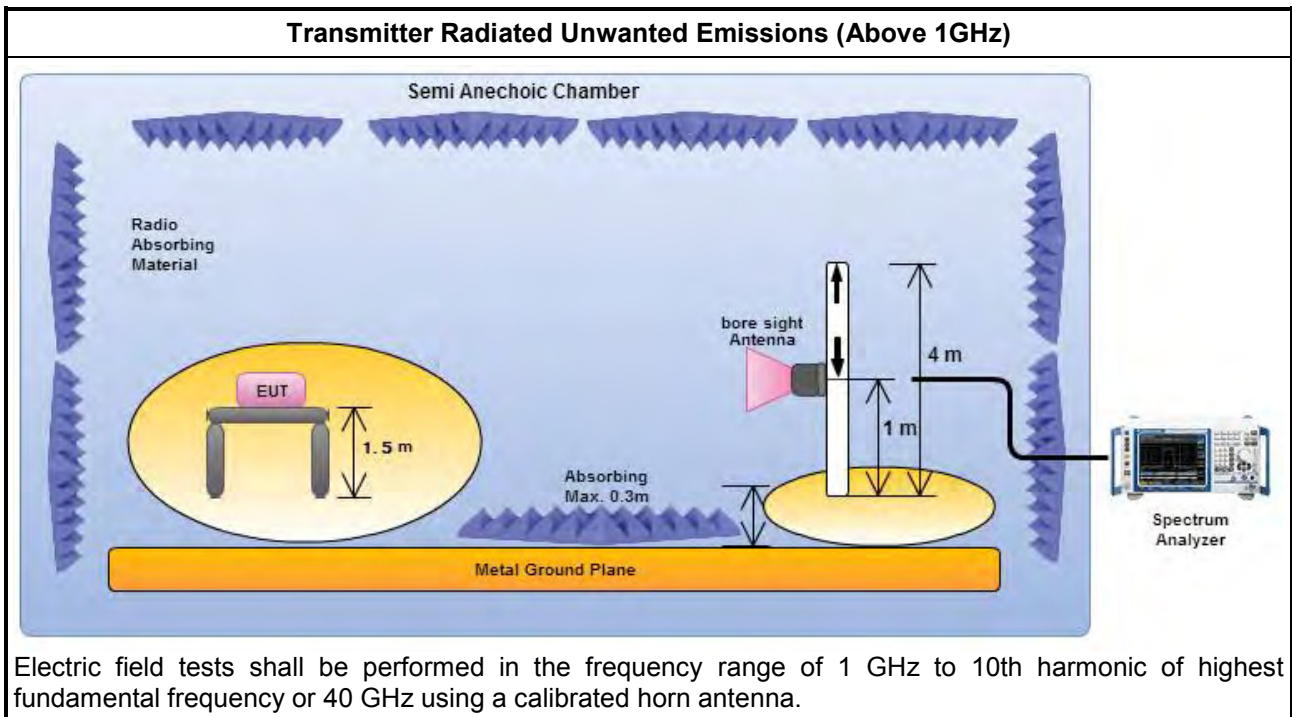 Transmitter Radiated Unwanted Emissions (Above 1GHz)
Semi Anechoic Chamber
Radio
Absorbing
Material
bore sight
Antenna
4 m
EUT
1.5 m
1 m
Absorbing
Max. 0.3m
Spectrum
Analyzer
Metal Ground Plane
Electric field tests shall be performed in the frequency range of 1 GHz to 10th harmonic of highest
fundamental frequency or 40 GHz using a calibrated horn antenna.